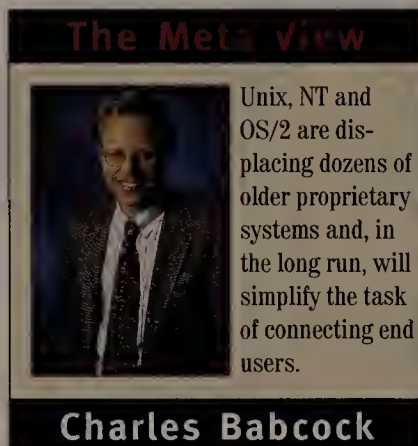 The Meta View
Unix, NT and
OS/2 are dis-
placing dozens of
older proprietary
systems and, in
the long run, will
simplify the task
of connecting end
users.
Charles Babcock